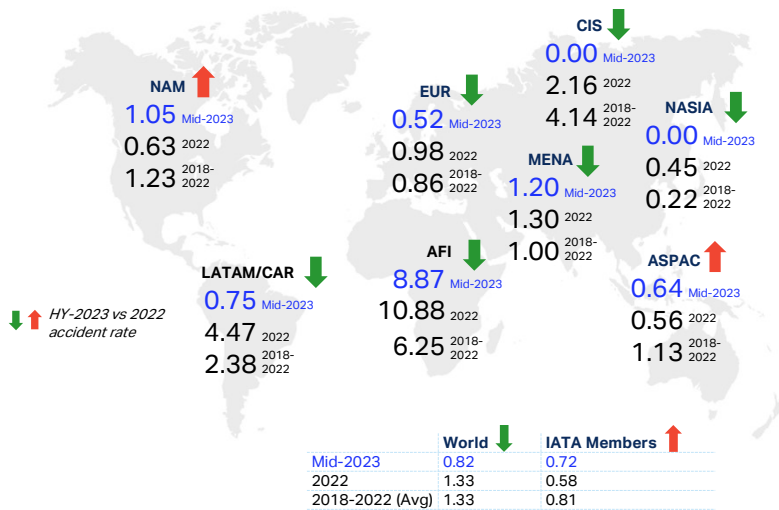 CIS
0.00 Mid-2023
2.16 2022
4.14 2018-
2022
NAM
1.05 Mid-2023
0.63 2022
1.23 2018-
2022
EUR
0.52 Mid-2023
0.98 2022
0.86 2018-
2022
NASIA
0.00 Mid-2023
0.45 2022
0.22 2018-
2022
MENA
1.20 Mid-2023
1.30 2022
1.00 2018-
2022
LATAM/CAR
0.75 Mid-2023
4.47 2022
2.38 2018-
2022
AFI
8.87 Mid-2023
10.88 2022
6.25 2018-
2022
ASPAC
0.64 Mid-2023
0.56 2022
1.13 2018-
2022
HY-2023 vs 2022
accident rate
World IATA Members
Mid-2023 0.82 0.72
2022 1.33 0.58
2018-2022 (Avg) 1.33 0.81